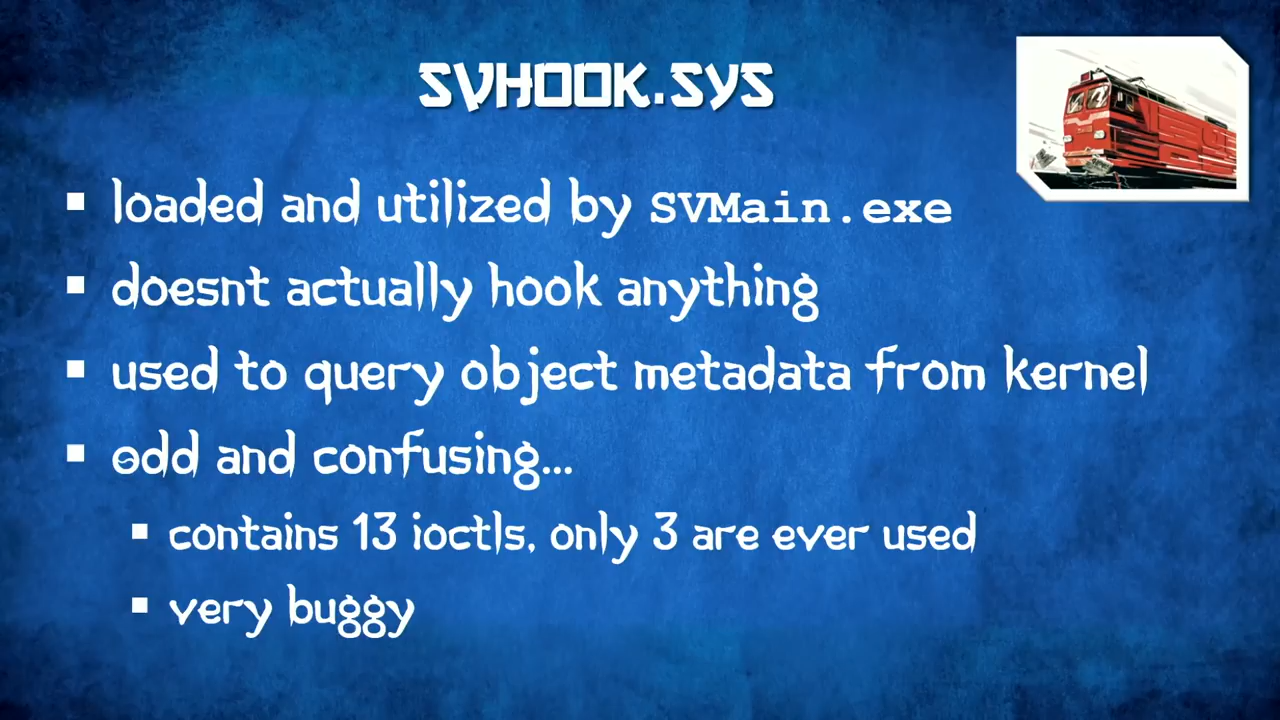 SVHOOK.SYS
loaded and utilized by SVMain.exe
doesnt actually hook anything
used to query object metadata from kernel
odd and confusing...
contains 13 ioctls, only 3 are ever used
very buggy